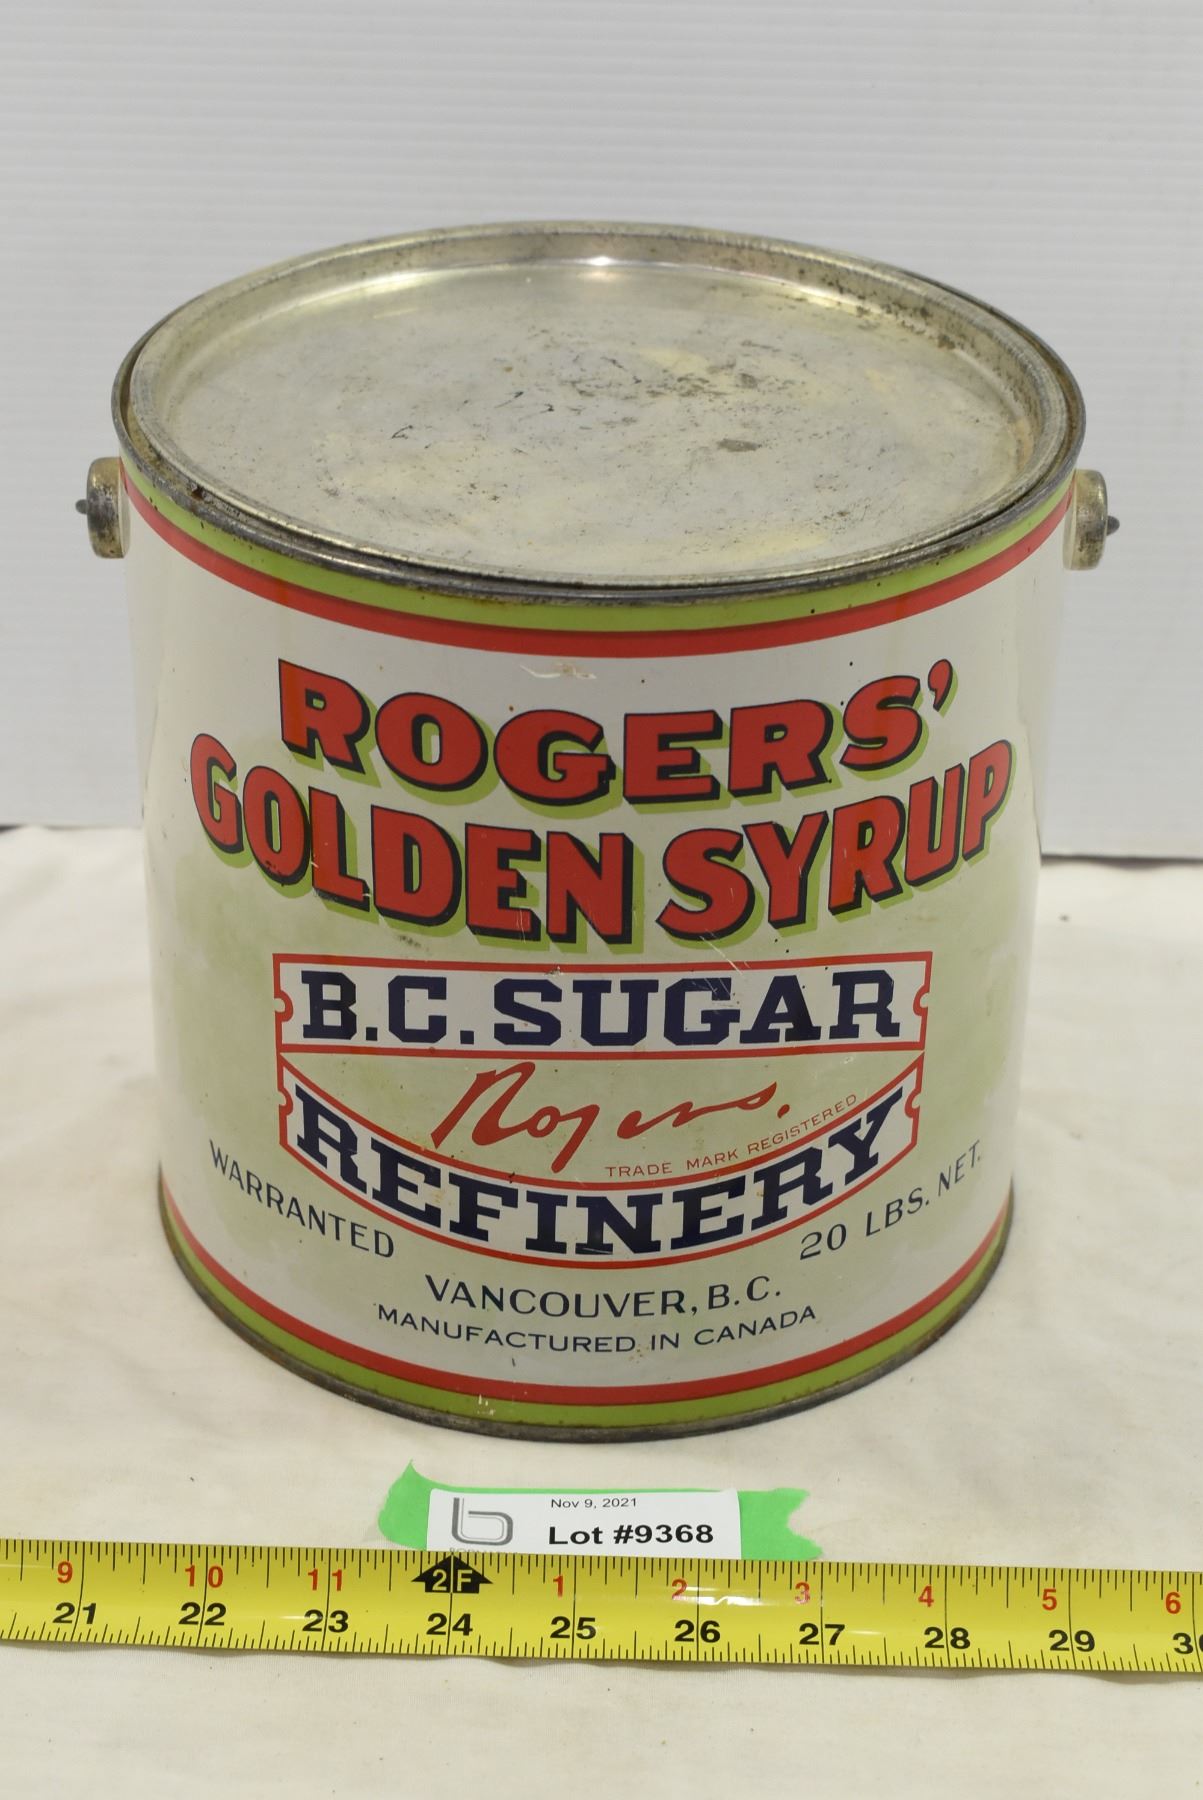 ROGERS'
GOLDEN SYRUP
B.C. SUGAR
Rogers.
TRADE MARK REGISTERED
REFINERY
WARRANTED
20 LBS. NET.
VANCOUVER, B.C.
MANUFACTURED IN CANADA
Nov 9, 2021
b Lot #9368
9 10 11 2F 1 2 3 4 5 6
21 22 23 24 25 26 27 28 29